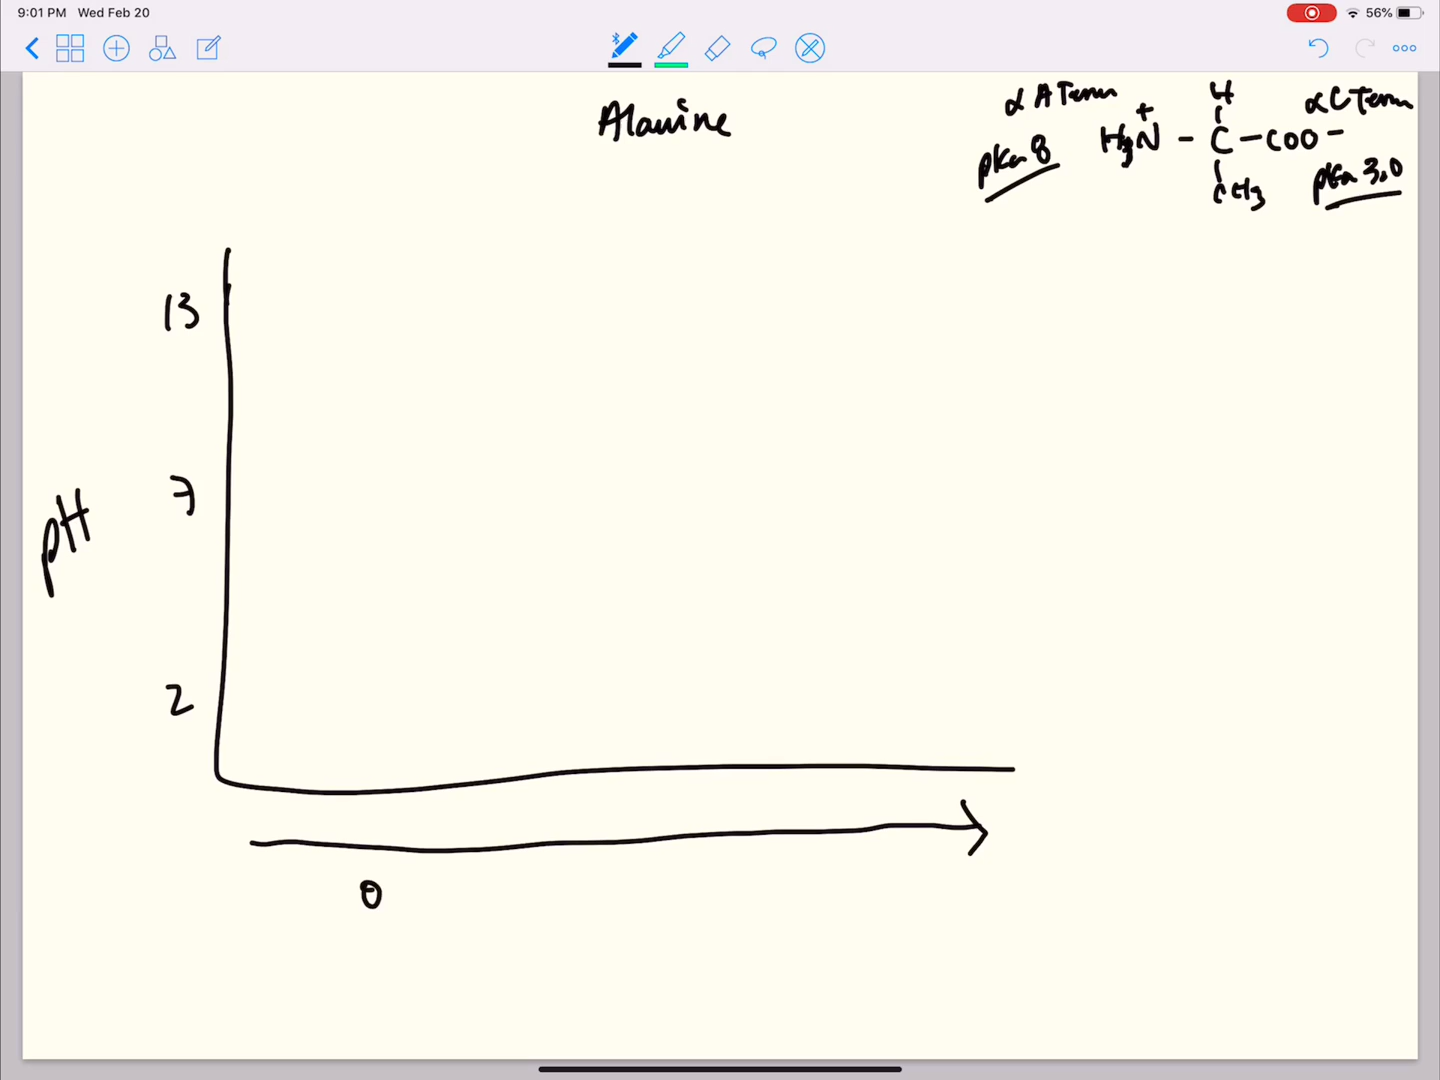 9:01 PM Wed Feb 20
56%
Alanine
α A Term
H
α C Term
+
H3N - C - COO -
pKa 8
CH3
pKa 3.0
13
7
pH
2